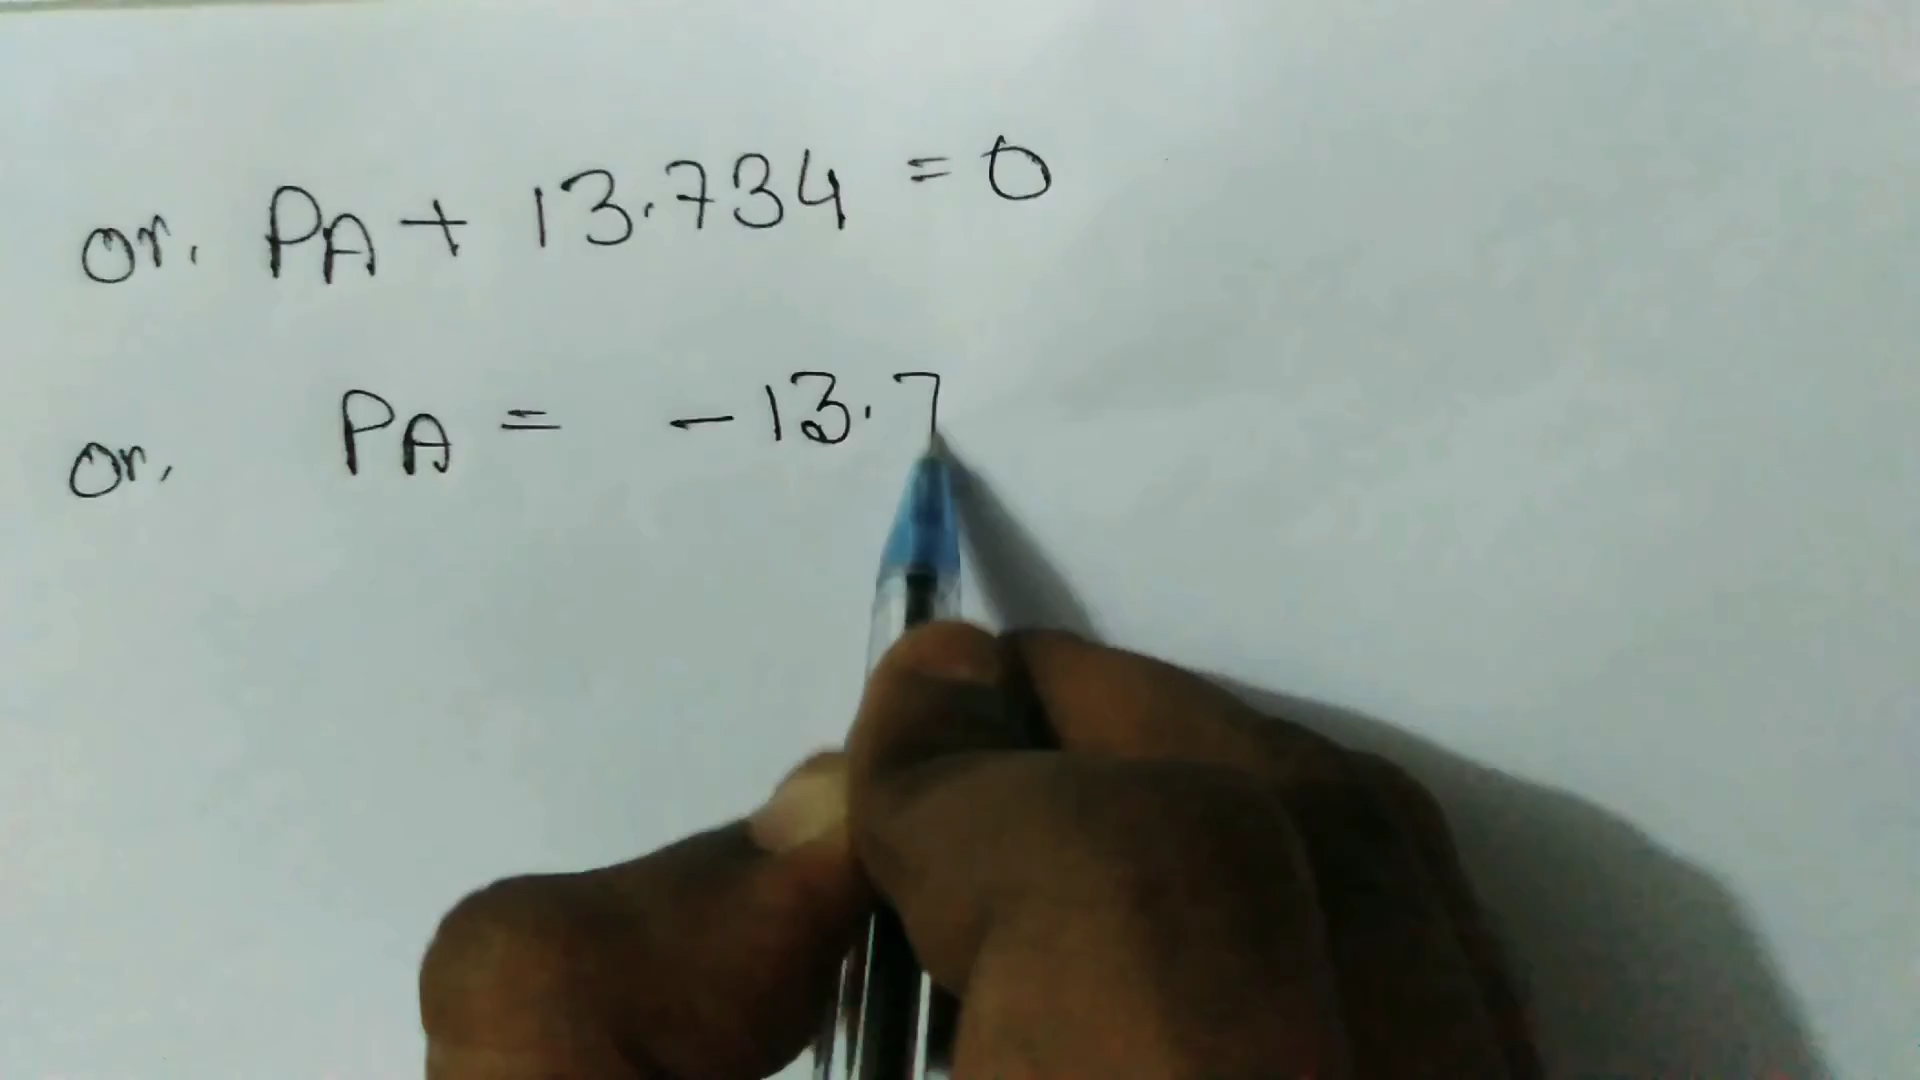 or. PA + 13.734 = 0
or, PA = - 13.7